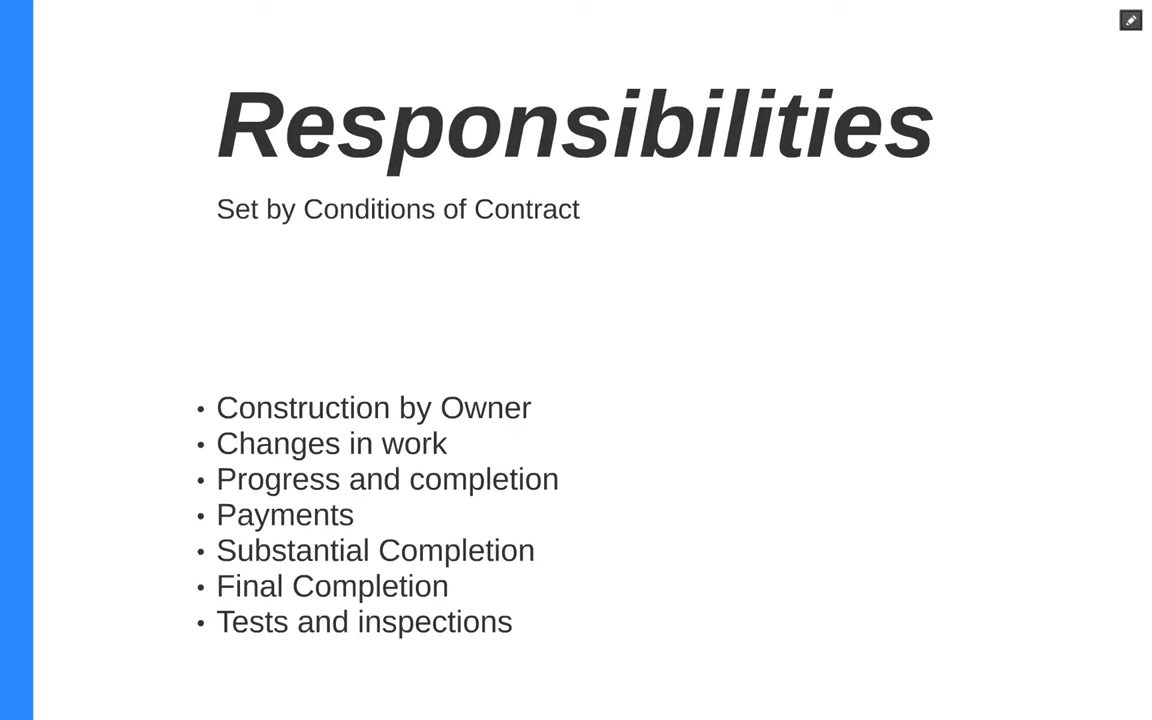 Responsibilities
Set by Conditions of Contract
• Construction by Owner
• Changes in work
• Progress and completion
• Payments
• Substantial Completion
• Final Completion
• Tests and inspections